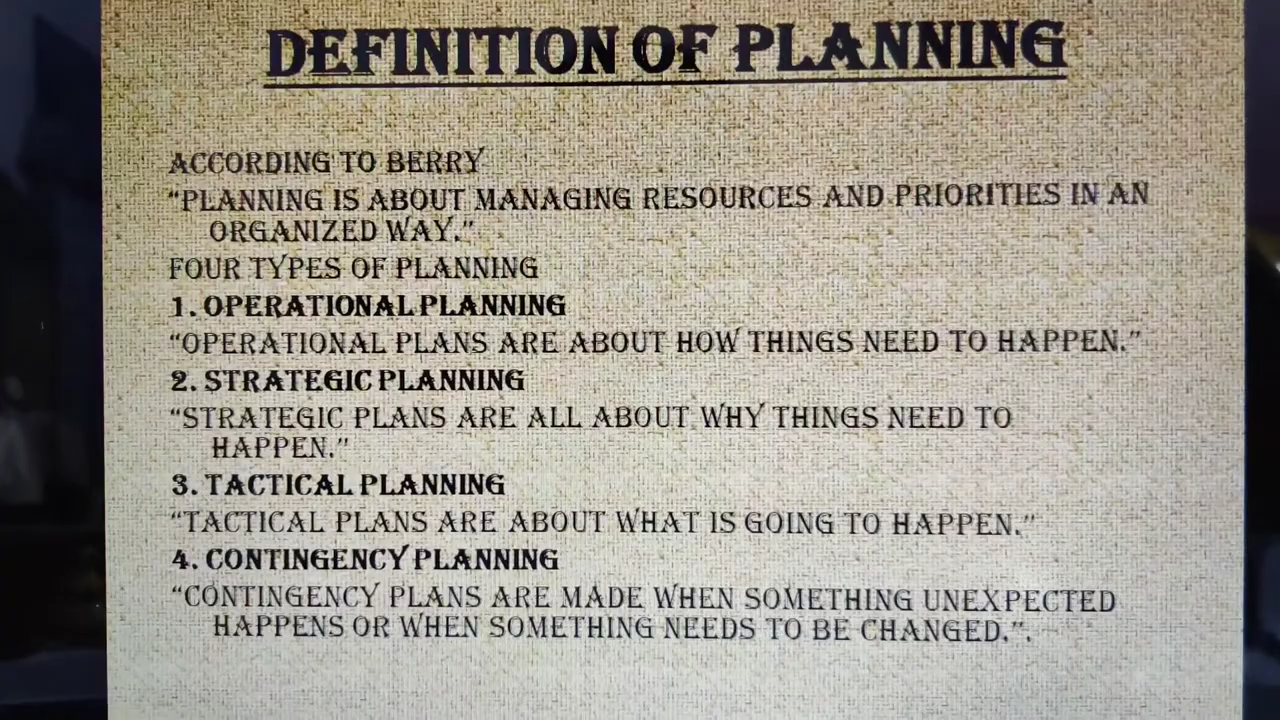 DEFINITION OF PLANNING
ACCORDING TO BERRY
“PLANNING IS ABOUT MANAGING RESOURCES AND PRIORITIES IN AN
ORGANIZED WAY.”
FOUR TYPES OF PLANNING
1. OPERATIONAL PLANNING
“OPERATIONAL PLANS ARE ABOUT HOW THINGS NEED TO HAPPEN.”
2. STRATEGIC PLANNING
“STRATEGIC PLANS ARE ALL ABOUT WHY THINGS NEED TO
HAPPEN.”
3. TACTICAL PLANNING
“TACTICAL PLANS ARE ABOUT WHAT IS GOING TO HAPPEN.”
4. CONTINGENCY PLANNING
“CONTINGENCY PLANS ARE MADE WHEN SOMETHING UNEXPECTED
HAPPENS OR WHEN SOMETHING NEEDS TO BE CHANGED.”.